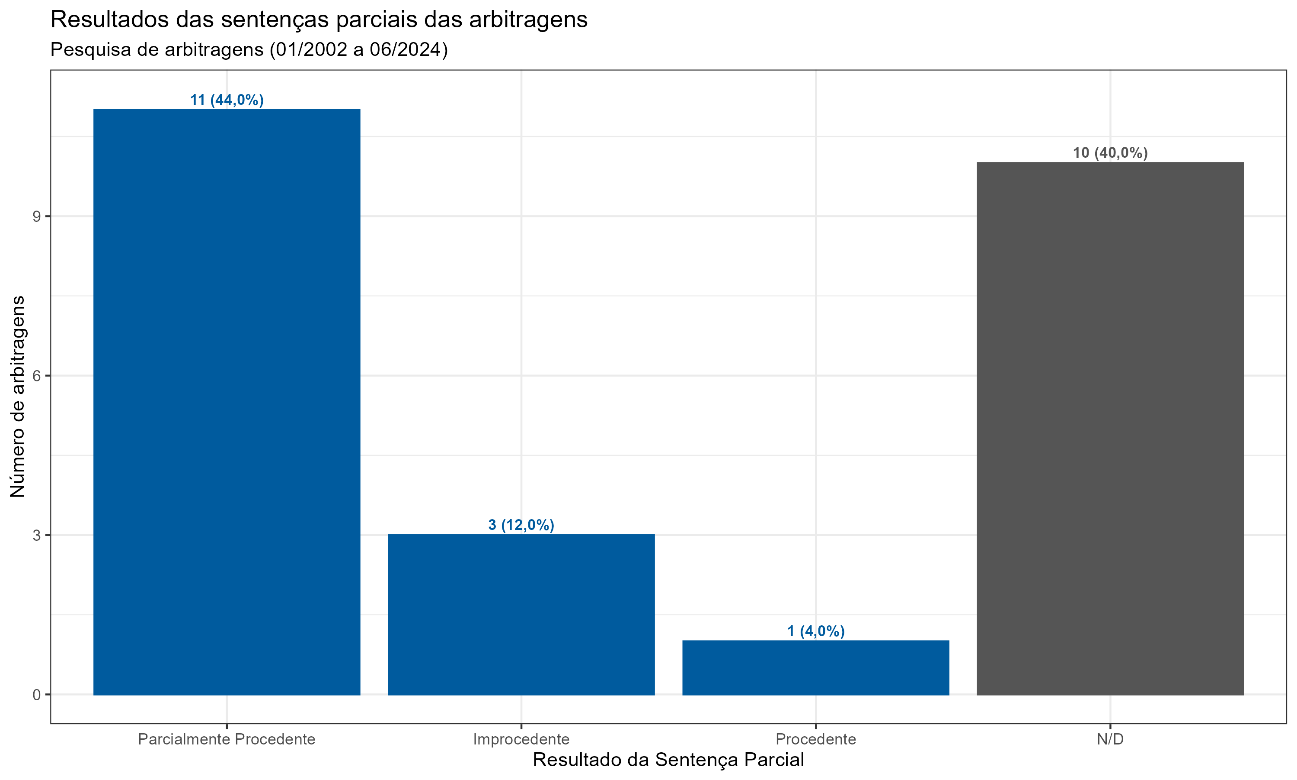 Resultados das sentenças parciais das arbitragens
Pesquisa de arbitragens (01/2002 a 06/2024)
11 (44,0%)
10 (40,0%)
3 (12,0%)
1 (4,0%)
Número de arbitragens
9
6
3
0
Parcialmente Procedente
Improcedente
Procedente
N/D
Resultado da Sentença Parcial